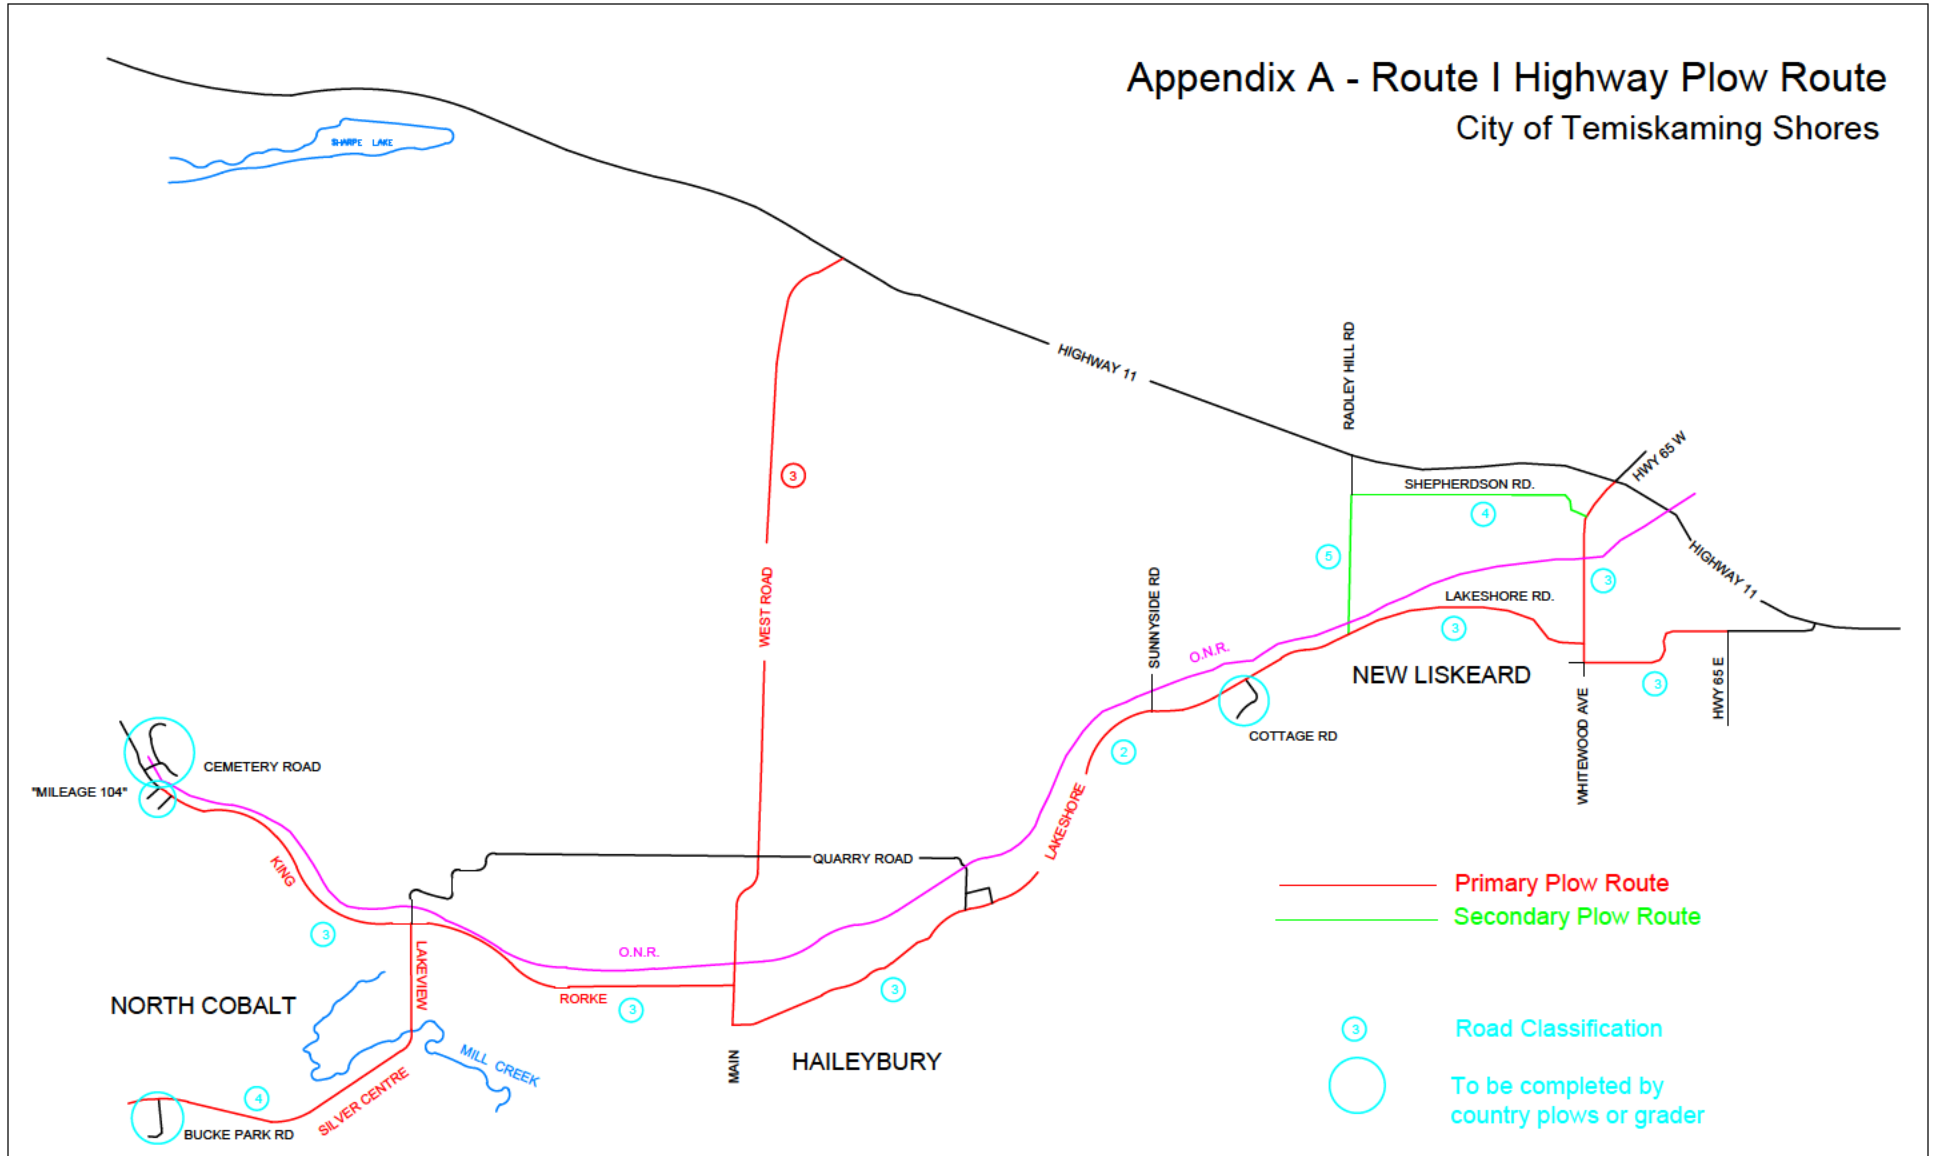 Appendix A - Route I Highway Plow Route
City of Temiskaming Shores
SHARPE LAKE
HIGHWAY 11
RADLEY HILL RD
HWY 65 W
SHEPHERDSON RD.
3
4
5
HIGHWAY 11
3
LAKESHORE RD.
3
WEST ROAD
SUNNYSIDE RD
O.N.R.
NEW LISKEARD
3
HWY 65 E
WHITEWOOD AVE
COTTAGE RD
2
CEMETERY ROAD
"MILEAGE 104"
LAKESHORE
KING
QUARRY ROAD
Primary Plow Route
Secondary Plow Route
3
LAKEVIEW
O.N.R.
NORTH COBALT
RORKE
3
3
MAIN
HAILEYBURY
MILL CREEK
3
Road Classification
4
SILVER CENTRE
BUCKE PARK RD
To be completed by
country plows or grader